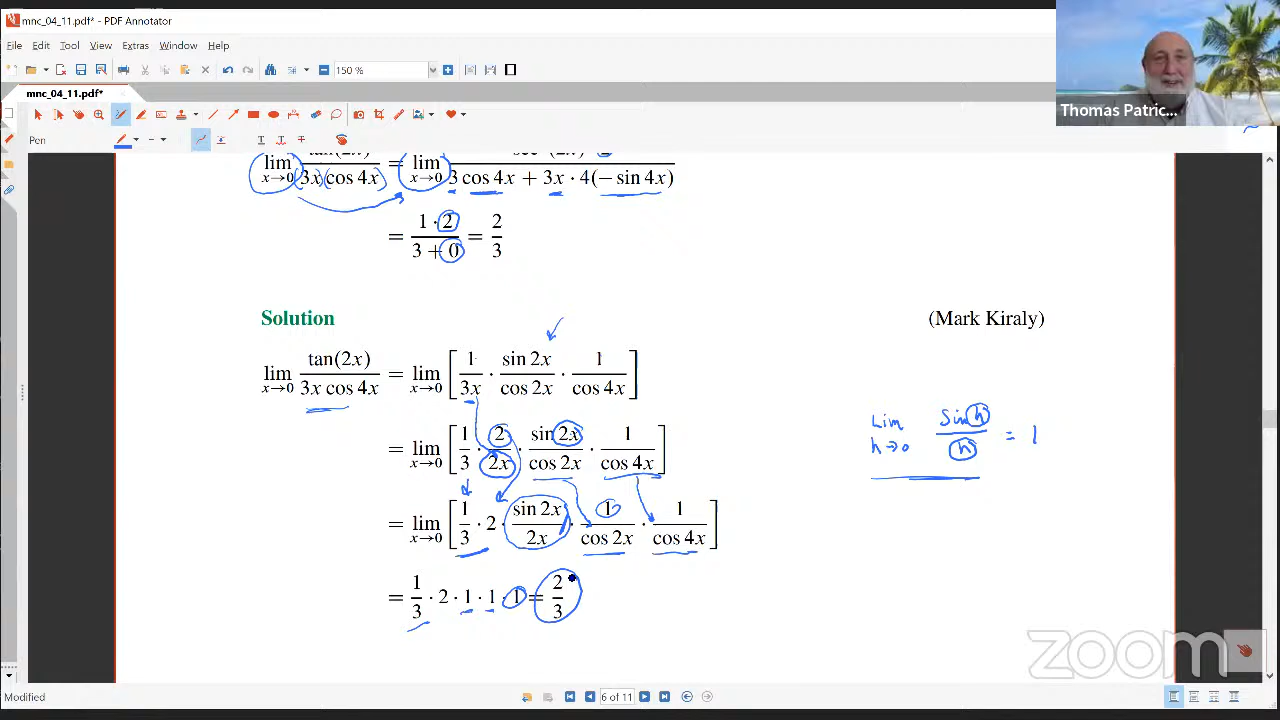 mnc_04_11.pdf* - PDF Annotator
File Edit Tool View Extras Window Help
150 %
mnc_04_11.pdf*
Pen
Thomas Patric...
lim x→0 tan(2x) / 3x cos 4x = lim x→0 sec (2x) 2 / 3 cos 4x + 3x · 4(− sin 4x)
= 1 · 2 / 3 + 0 = 2 / 3
Solution (Mark Kiraly)
lim x→0 tan(2x) / 3x cos 4x = lim x→0 [ 1 / 3x · sin 2x / cos 2x · 1 / cos 4x ]
= lim x→0 [ 1 / 3 · 2 / 2x · sin 2x / cos 2x · 1 / cos 4x ]
Lim h→0 Sin h / h = 1
= lim x→0 [ 1 / 3 · 2 · sin 2x / 2x · 1 / cos 2x · 1 / cos 4x ]
= 1 / 3 · 2 · 1 · 1 · 1 = 2 / 3
zoom
Modified
6 of 11